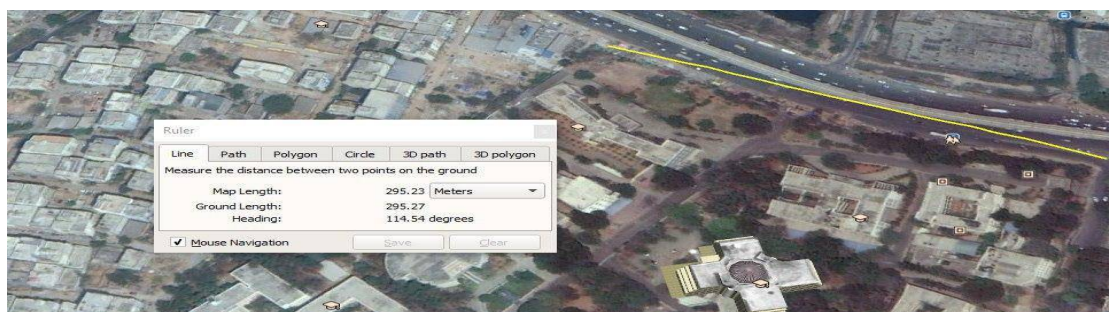 Ruler
Line Path Polygon Circle 3D path 3D polygon
Measure the distance between two points on the ground
Map Length: 295.23 Meters
Ground Length: 295.27
Heading: 114.54 degrees
Mouse Navigation Save Clear